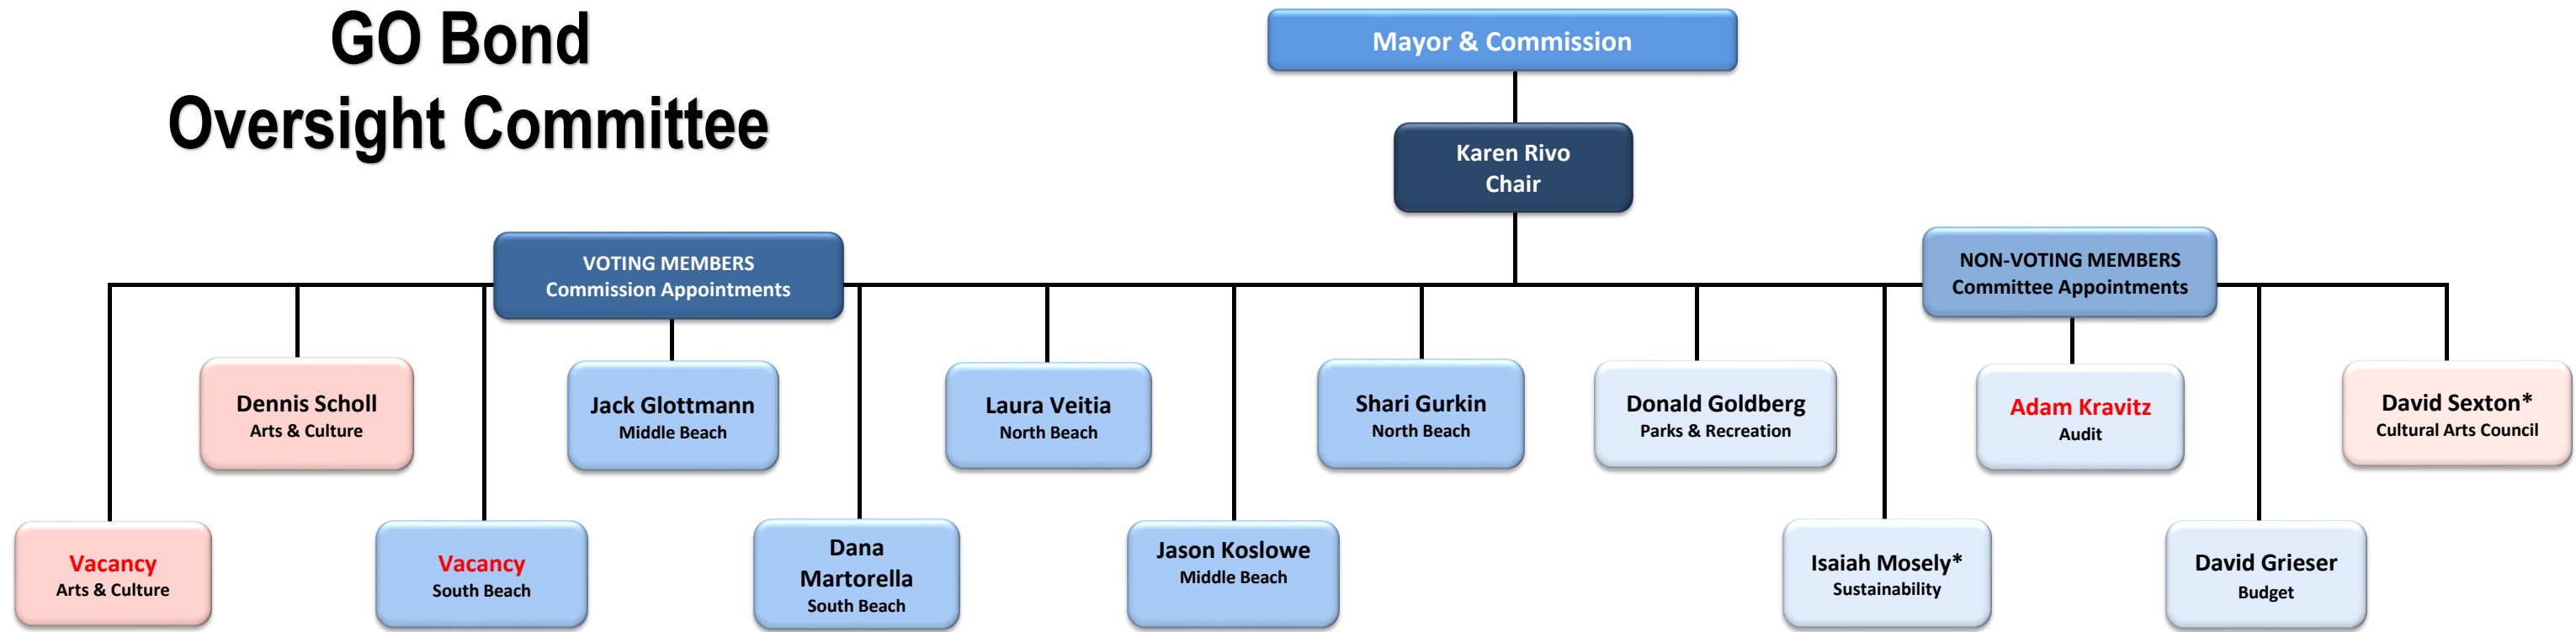 GO Bond
Oversight Committee
Mayor & Commission
Karen Rivo
Chair
VOTING MEMBERS
Commission Appointments
NON-VOTING MEMBERS
Committee Appointments
Dennis Scholl
Arts & Culture
Jack Glottmann
Middle Beach
Laura Veitia
North Beach
Shari Gurkin
North Beach
Donald Goldberg
Parks & Recreation
Adam Kravitz
Audit
David Sexton*
Cultural Arts Council
Vacancy
Arts & Culture
Vacancy
South Beach
Dana
Martorella
South Beach
Jason Koslowe
Middle Beach
Isaiah Mosely*
Sustainability
David Grieser
Budget